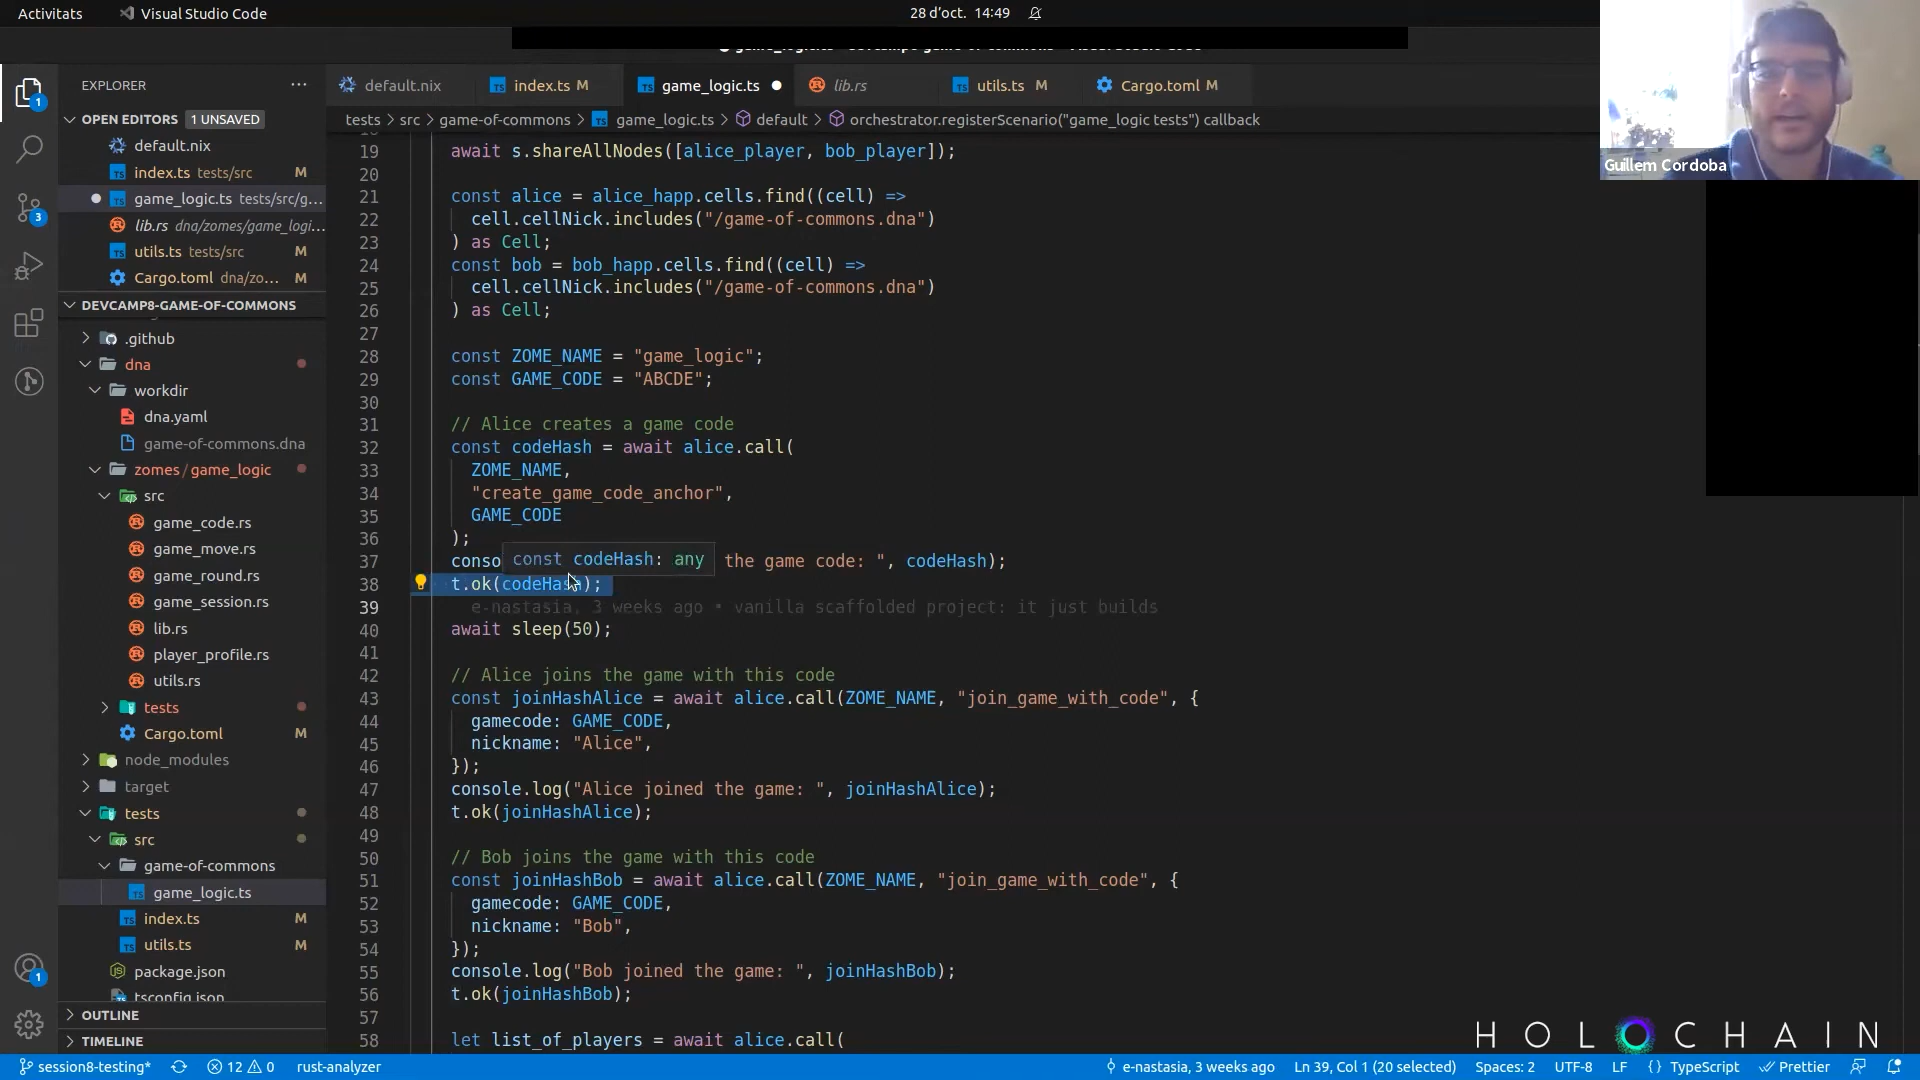 Activitats
Visual Studio Code
28 d'oct. 14:49
EXPLORER
default.nix
index.ts M
game_logic.ts
lib.rs
utils.ts M
Cargo.toml M
OPEN EDITORS 1 UNSAVED
default.nix
index.ts tests/src M
game_logic.ts tests/src/g...
lib.rs dna/zomes/game_logi...
utils.ts tests/src M
Cargo.toml dna/zo... M
DEVCAMP8-GAME-OF-COMMONS
.github
dna
workdir
dna.yaml
game-of-commons.dna
zomes / game_logic
src
game_code.rs
game_move.rs
game_round.rs
game_session.rs
lib.rs
player_profile.rs
utils.rs
tests
Cargo.toml M
node_modules
target
tests
src
game-of-commons
game_logic.ts
index.ts M
utils.ts M
package.json
tsconfig.json
OUTLINE
TIMELINE
tests > src > game-of-commons > game_logic.ts > default > orchestrator.registerScenario("game_logic tests") callback
19 await s.shareAllNodes([alice_player, bob_player]);
20
21 const alice = alice_happ.cells.find((cell) =>
22 cell.cellNick.includes("/game-of-commons.dna")
23 ) as Cell;
24 const bob = bob_happ.cells.find((cell) =>
25 cell.cellNick.includes("/game-of-commons.dna")
26 ) as Cell;
27
28 const ZOME_NAME = "game_logic";
29 const GAME_CODE = "ABCDE";
30
31 // Alice creates a game code
32 const codeHash = await alice.call(
33 ZOME_NAME,
34 "create_game_code_anchor",
35 GAME_CODE
36 );
37 conso const codeHash: any the game code: ", codeHash);
38 t.ok(codeHash);
39 e-nastasia, 3 weeks ago • vanilla scaffolded project: it just builds
40 await sleep(50);
41
42 // Alice joins the game with this code
43 const joinHashAlice = await alice.call(ZOME_NAME, "join_game_with_code", {
44 gamecode: GAME_CODE,
45 nickname: "Alice",
46 });
47 console.log("Alice joined the game: ", joinHashAlice);
48 t.ok(joinHashAlice);
49
50 // Bob joins the game with this code
51 const joinHashBob = await alice.call(ZOME_NAME, "join_game_with_code", {
52 gamecode: GAME_CODE,
53 nickname: "Bob",
54 });
55 console.log("Bob joined the game: ", joinHashBob);
56 t.ok(joinHashBob);
57
58 let list_of_players = await alice.call(
Guillem Cordoba
HOLOCHAIN
session8-testing* 12 0 rust-analyzer
e-nastasia, 3 weeks ago Ln 39, Col 1 (20 selected) Spaces: 2 UTF-8 LF {} TypeScript Prettier